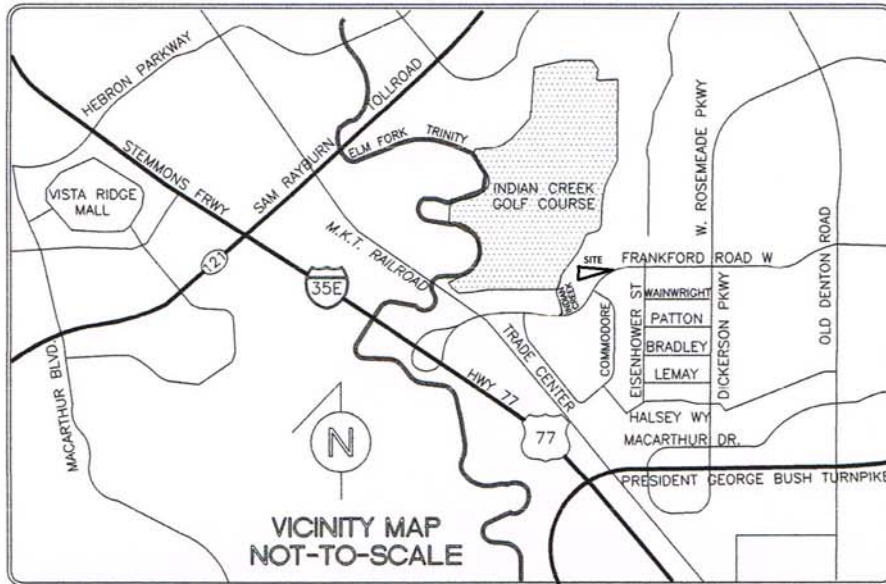 HEBRON PARKWAY
STEMMONS FRWY
SAM RAYBURN TOLLROAD
ELM FORK TRINITY
VISTA RIDGE
MALL
INDIAN CREEK
GOLF COURSE
W. ROSEMEADE PKWY
M.K.T. RAILROAD
121
35E
SITE
FRANKFORD ROAD W
INDIAN
CREEK
COMMODORE
EISENHOWER ST
WAINWRIGHT
PATTON
BRADLEY
LEMAY
DICKERSON PKWY
OLD DENTON ROAD
TRADE CENTER
MACARTHUR BLVD.
HWY 77
77
HALSEY WY
MACARTHUR DR.
PRESIDENT GEORGE BUSH TURNPIKE
N
VICINITY MAP
NOT-TO-SCALE